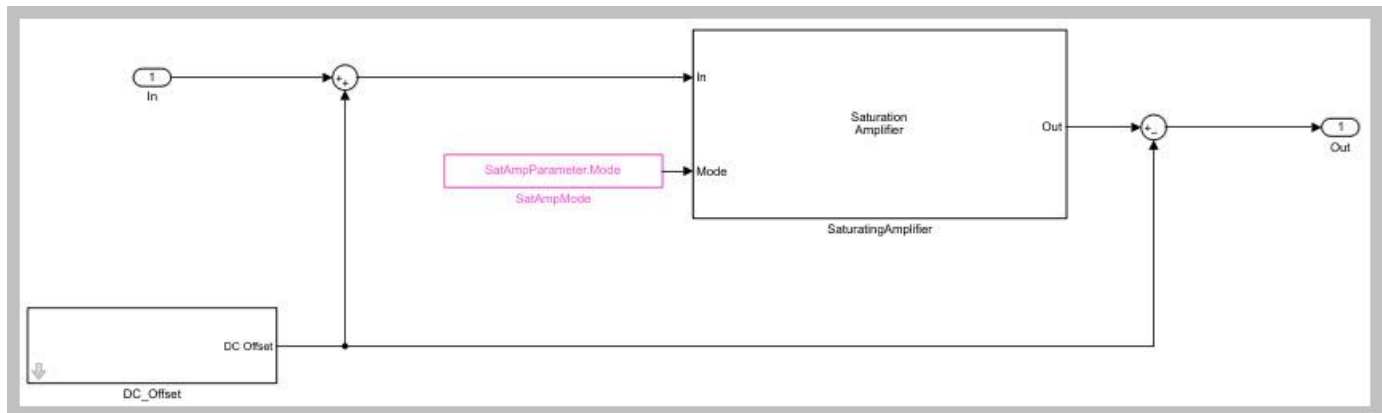 1
In
+
+
In
Saturation
Amplifier
Out
+
−
1
Out
SatAmpParameter.Mode
SatAmpMode
Mode
SaturatingAmplifier
DC Offset
DC_Offset